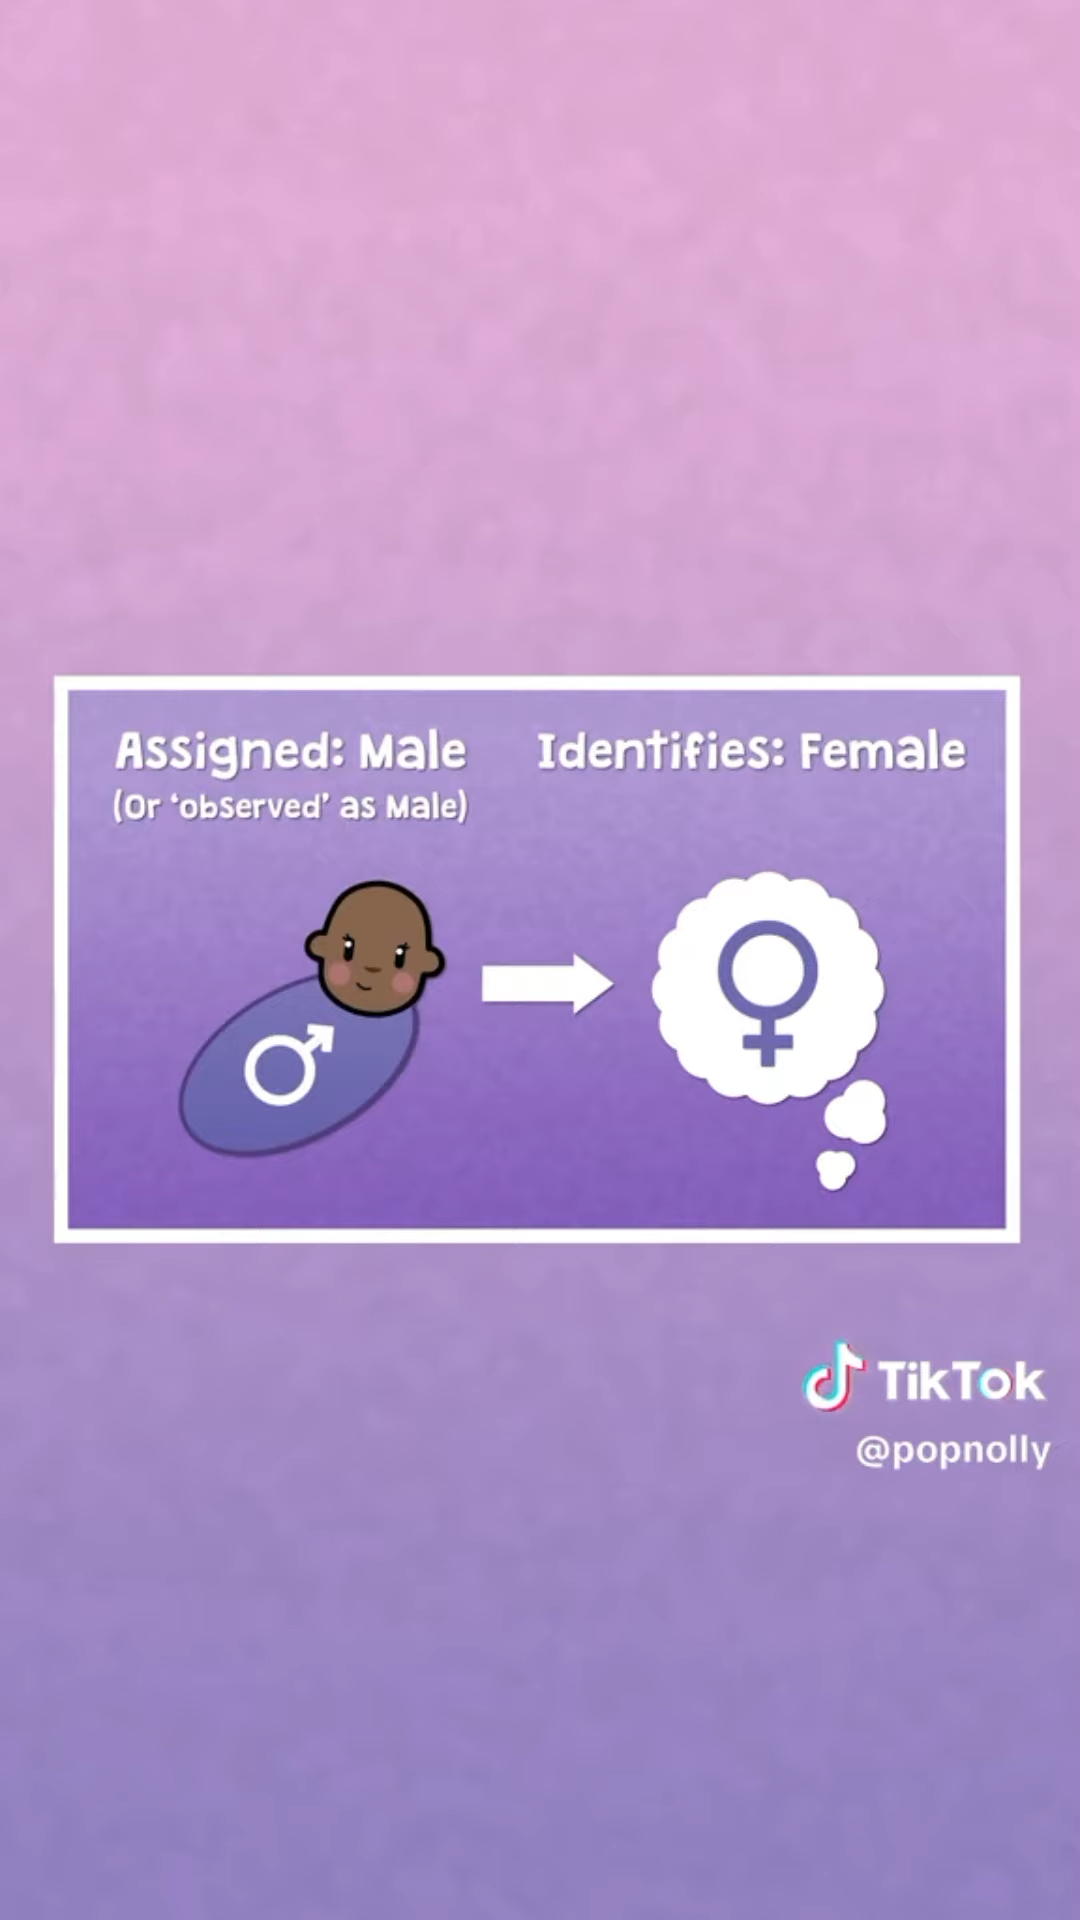 Assigned: Male
(Or ‘observed’ as Male)
Identifies: Female
TikTok
@popnolly